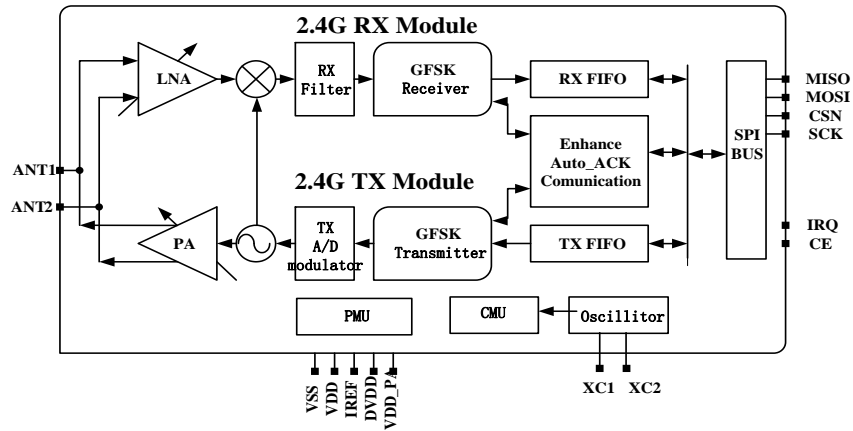 2.4G RX Module
LNA
RX
Filter
GFSK
Receiver
RX FIFO
Enhance
Auto_ACK
Comunication
SPI
BUS
MISO
MOSI
CSN
SCK
ANT1
ANT2
2.4G TX Module
PA
TX
A/D
modulator
GFSK
Transmitter
TX FIFO
IRQ
CE
PMU
CMU
Oscillitor
VSS
VDD
IREF
DVDD
VDD_PA
XC1
XC2